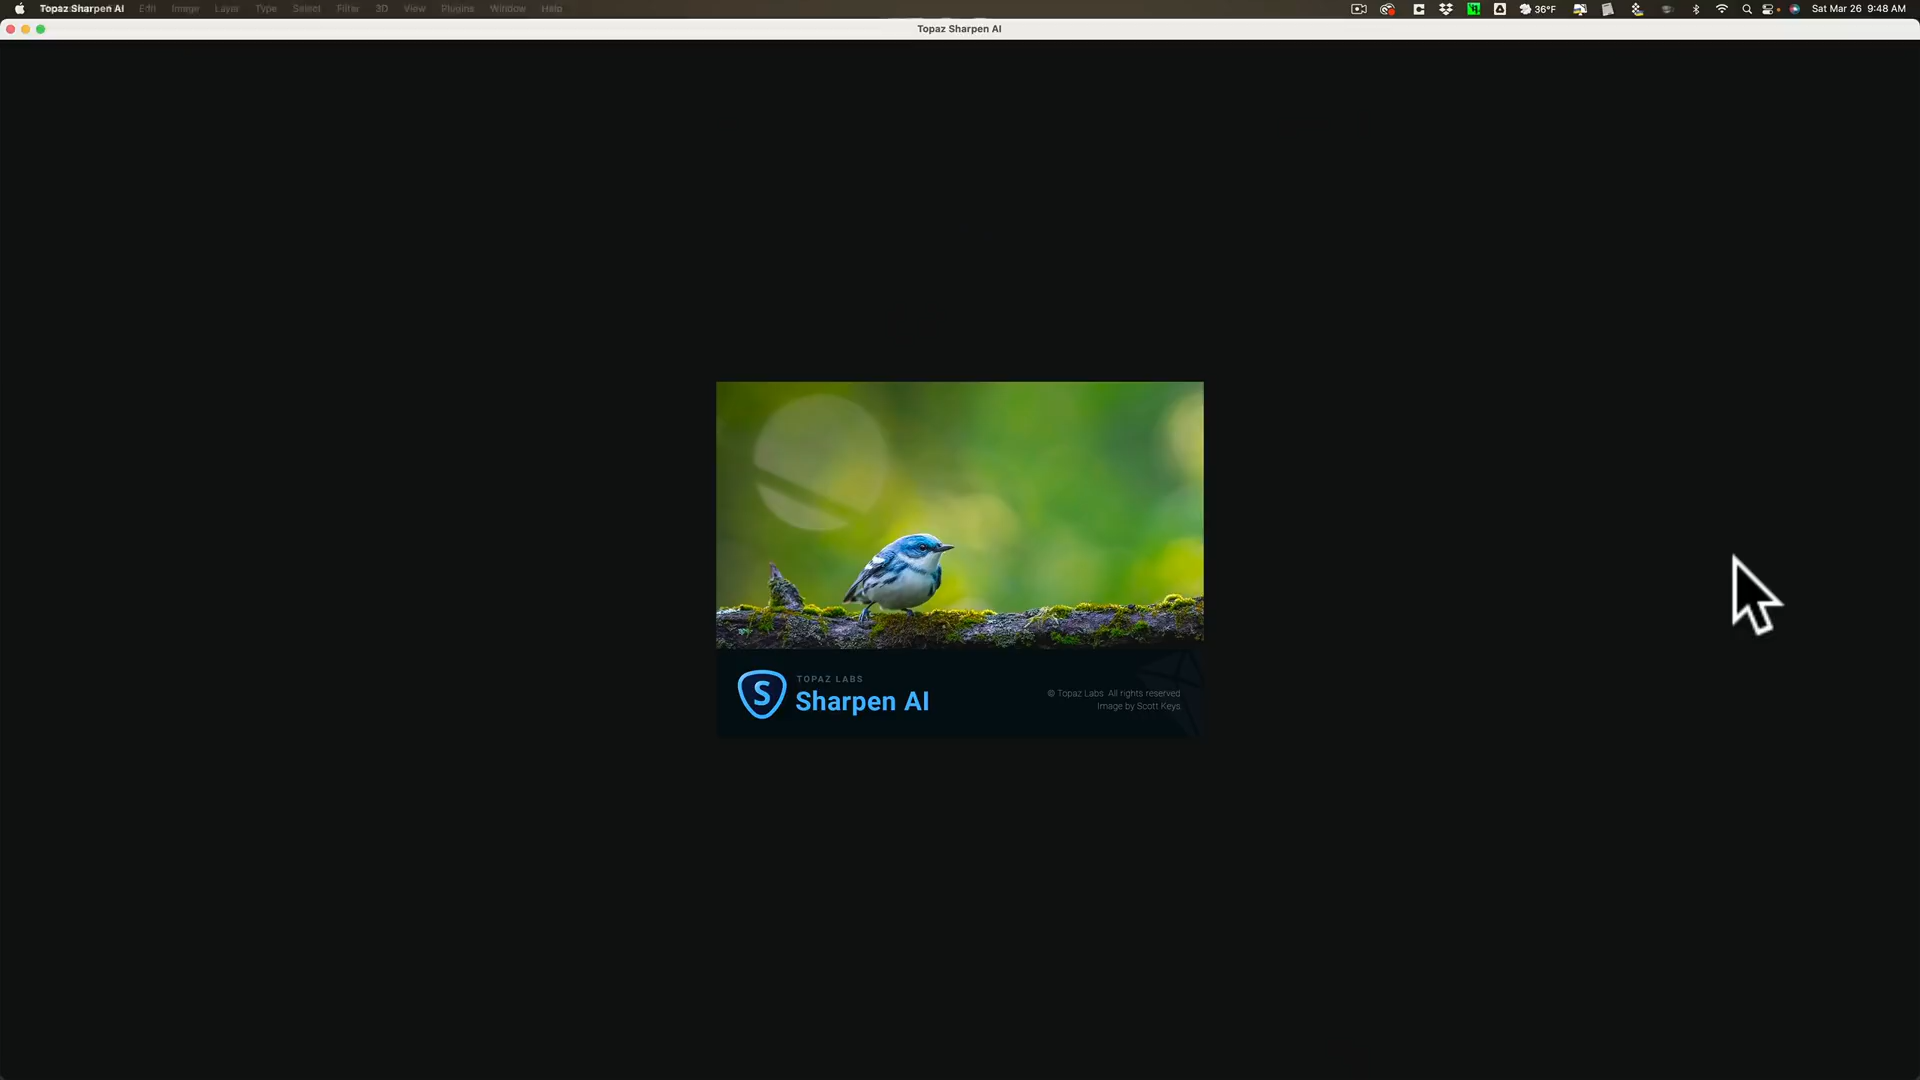 Topaz Sharpen AI Edit Image Layer Type Select Filter 3D View Plugins Window Help 36°F Sat Mar 26 9:48 AM
Topaz Sharpen AI
TOPAZ LABS
Sharpen AI
© Topaz Labs. All rights reserved
Image by Scott Keys